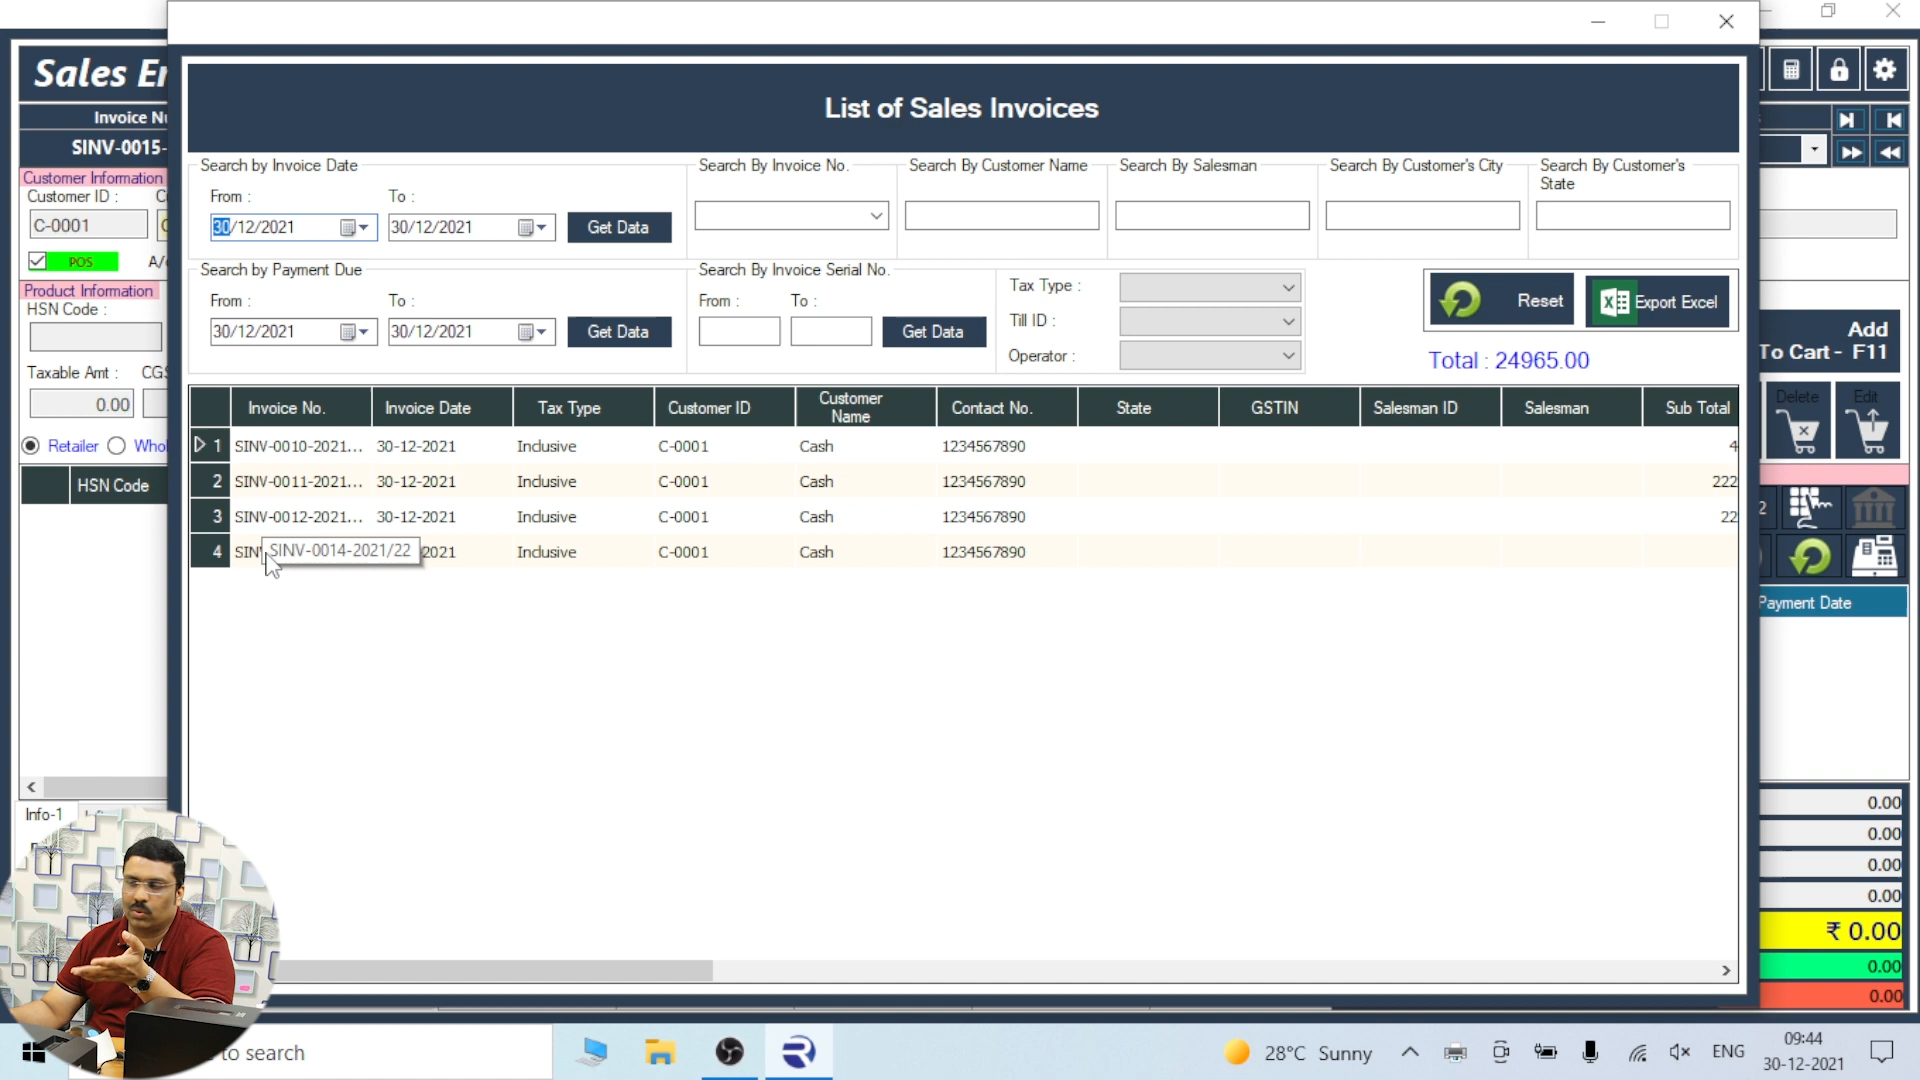 Sales En
Invoice Nu
SINV-0015-
Customer Information
Customer ID :
C-0001
POS
A/c
Product Information
HSN Code :
Taxable Amt :
CGS
0.00
Retailer
Whol
HSN Code
Info-1
List of Sales Invoices
Search by Invoice Date
From :
To :
30/12/2021
30/12/2021
Get Data
Search By Invoice No.
Search By Customer Name
Search By Salesman
Search By Customer's City
Search By Customer's
State
Search by Payment Due
From :
To :
30/12/2021
30/12/2021
Get Data
Search By Invoice Serial No.
From :
To :
Get Data
Tax Type :
Till ID :
Operator :
Reset
Export Excel
Total : 24965.00
Invoice No. Invoice Date Tax Type Customer ID Customer Name Contact No. State GSTIN Salesman ID Salesman Sub Total
1 SINV-0010-2021... 30-12-2021 Inclusive C-0001 Cash 1234567890 4
2 SINV-0011-2021... 30-12-2021 Inclusive C-0001 Cash 1234567890 222
3 SINV-0012-2021... 30-12-2021 Inclusive C-0001 Cash 1234567890 22
4 SINV SINV-0014-2021/22 2021 Inclusive C-0001 Cash 1234567890
Add
To Cart - F11
Delete
Edit
2
Payment Date
0.00
0.00
0.00
0.00
₹ 0.00
0.00
0.00
to search
28°C Sunny
ENG
09:44
30-12-2021